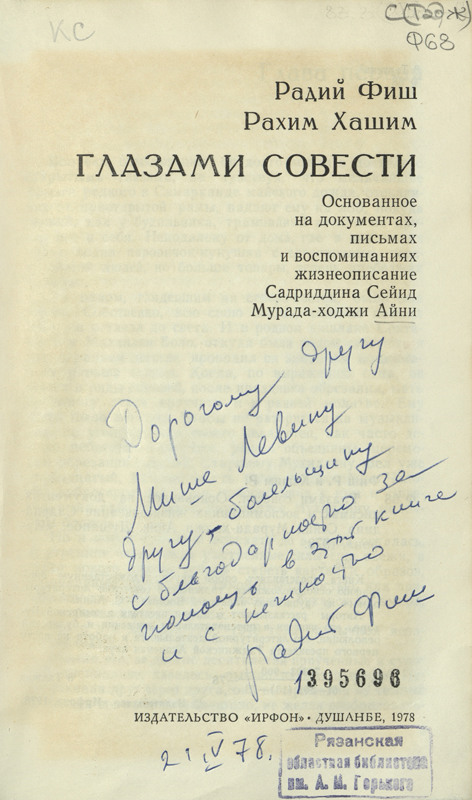 КС
С(Тадж)
Ф68
Радий Фиш
Рахим Хашим
ГЛАЗАМИ СОВЕСТИ
Основанное
на документах,
письмах
и воспоминаниях
жизнеописание
Садриддина Сейид
Мурада-ходжи Айни
Дорогому другу
Мише Левину
другу-болельщику
с благодарностью за
помощь в этой книге
и с нежностью
Радий Фиш
1395696
ИЗДАТЕЛЬСТВО «ИРФОН» • ДУШАНБЕ, 1978
21.V 78.
Рязанская
областная библиотека
им. А. М. Горького